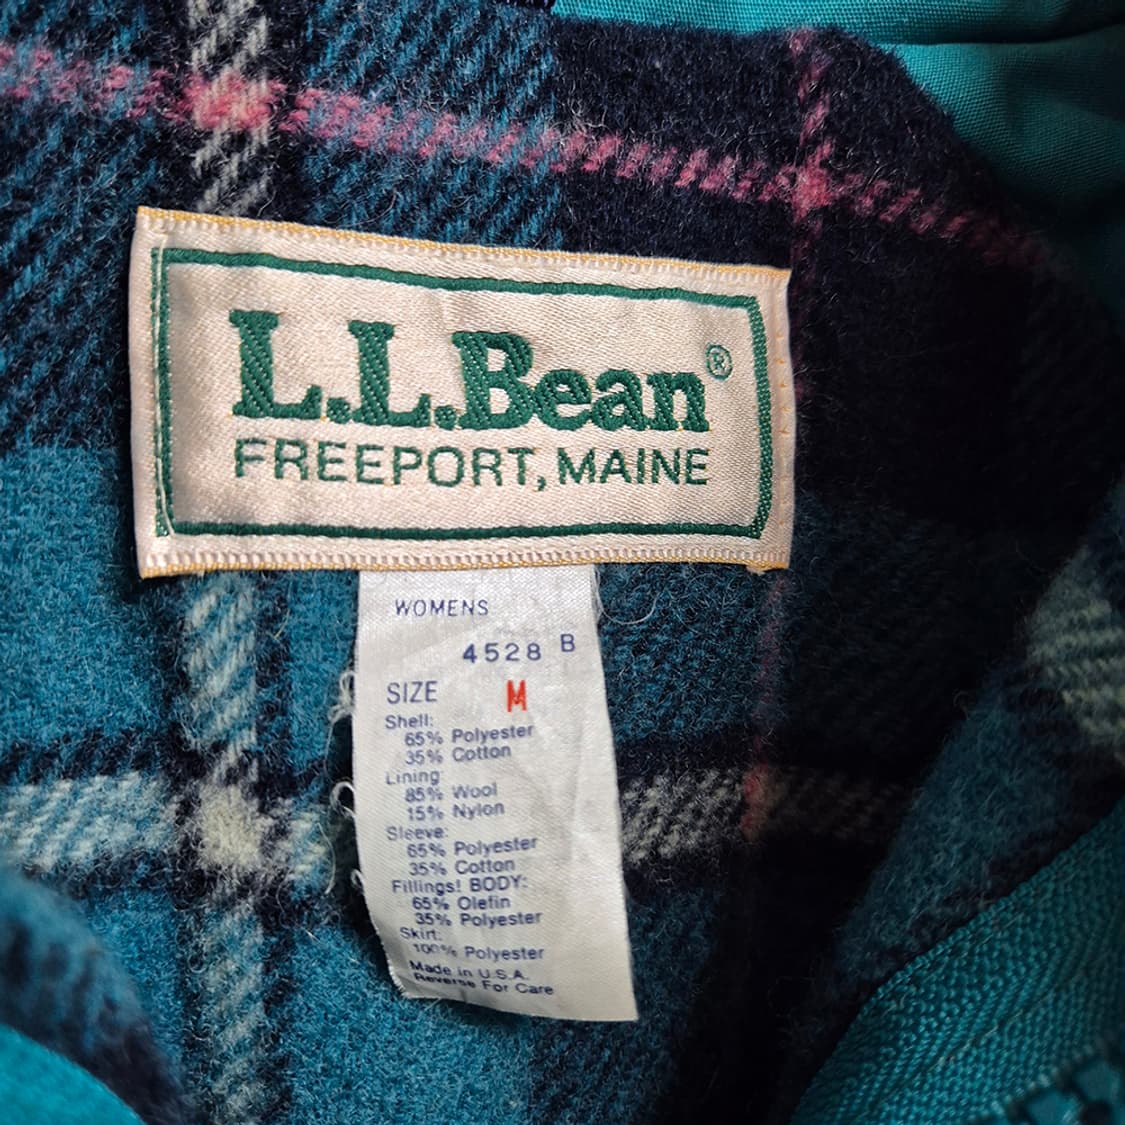 L.L.Bean®
FREEPORT, MAINE
WOMENS
4528 B
SIZE M
Shell:
65% Polyester
35% Cotton
Lining
85% Wool
15% Nylon
Sleeve:
65% Polyester
35% Cotton
Fillings! BODY:
65% Olefin
35% Polyester
Skirt:
100% Polyester
Made in U.S.A.
Reverse For Care